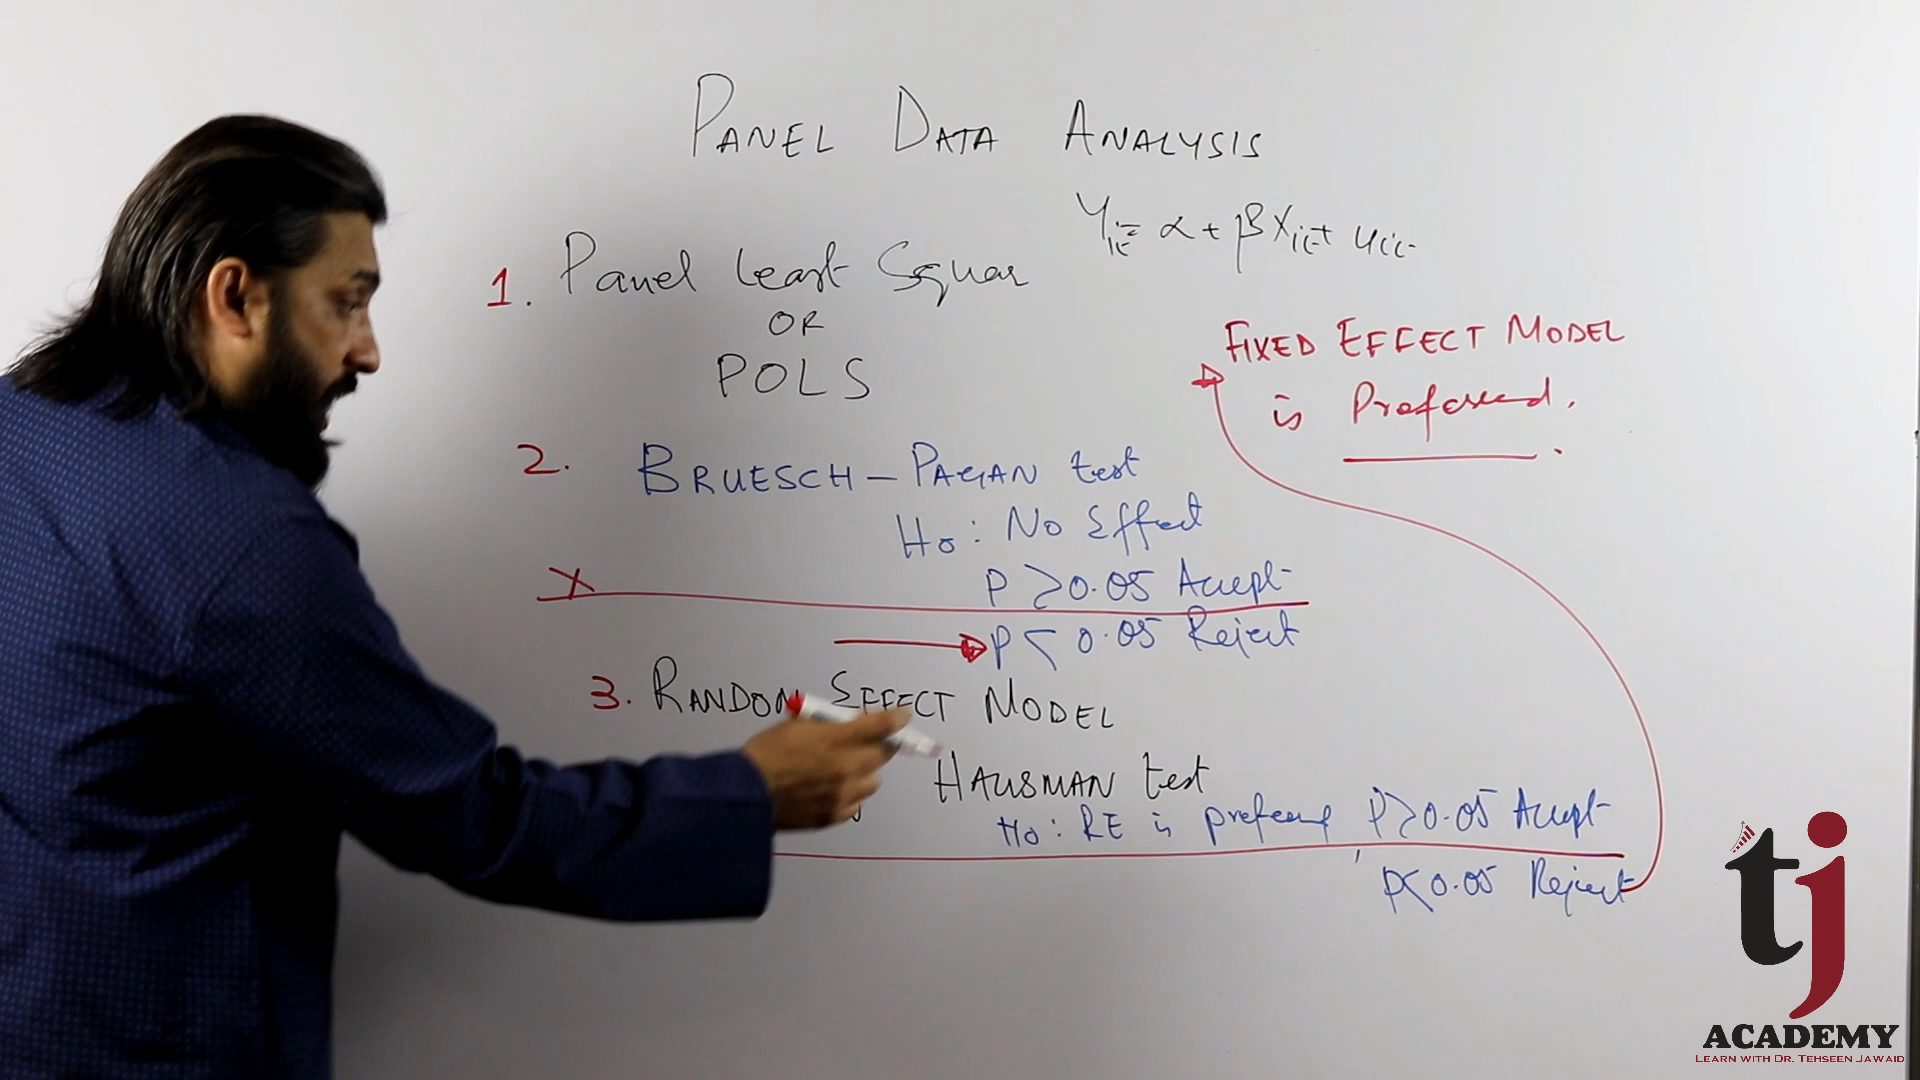 PANEL DATA ANALYSIS
Yit = α + βXit + uit
1. Panel Least Squar
OR
POLS
FIXED EFFECT MODEL
is Prefered.
2. BRUESCH-PAGAN test
Ho: No Effect
X
P >0.05 Accept
P < 0.05 Reject
3. RANDOM EFFECT MODEL
HAUSMAN test
Ho: RE is preferred P>0.05 Accept
P<0.05 Reject
tj
ACADEMY
LEARN WITH DR. TEHSEEN JAWAID